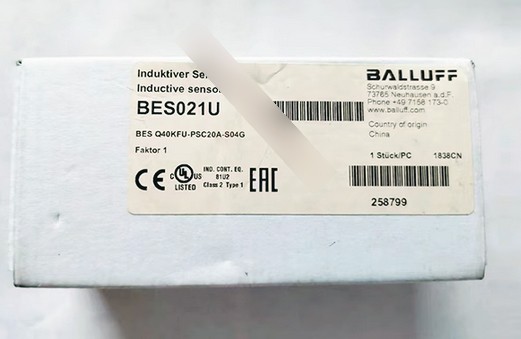 Induktiver
Inductive
BES021U
BES Q40KFU-PSC20A-S04G
Faktor 1
CE
C UL US
LISTED
IND. CONT. EQ.
81U2
Class 2 Type 1
EAC
BALLUFF
Schurwaldstrasse 9
73765 Neuhausen a.d.F.
Phone +49 7158 173-0
www.balluff.com
Country of origin
China
1 Stück/PC 1838CN
258799